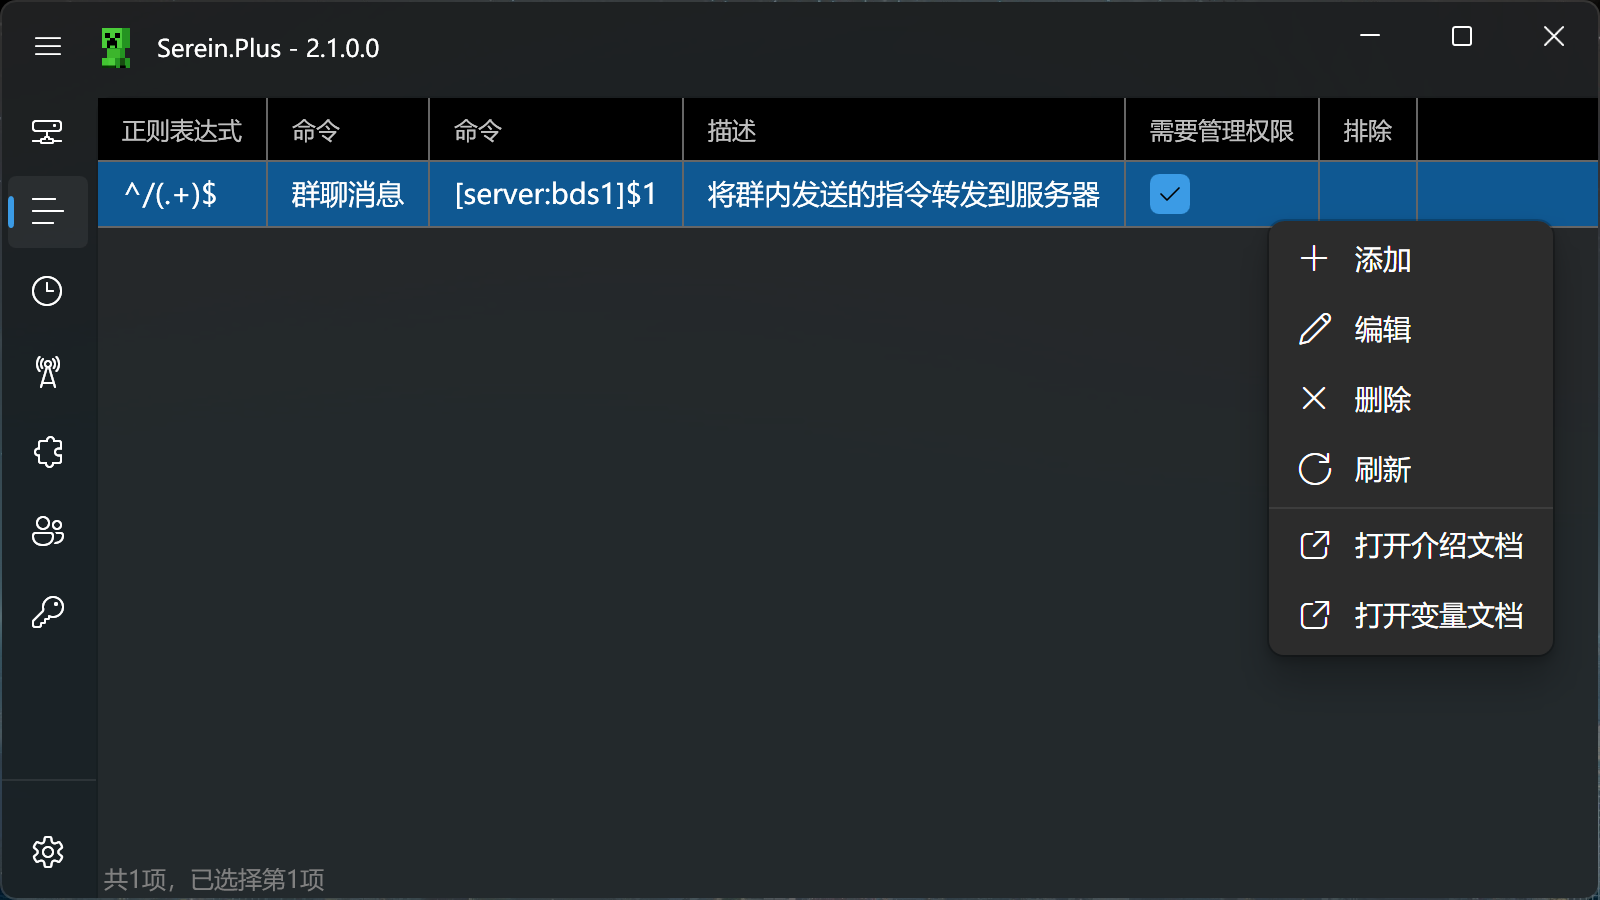 Serein.Plus - 2.1.0.0
正则表达式 命令 命令 描述 需要管理权限 排除
^/(.+)$ 群聊消息 [server:bds1]$1 将群内发送的指令转发到服务器
添加
编辑
删除
刷新
打开介绍文档
打开变量文档
共1项，已选择第1项